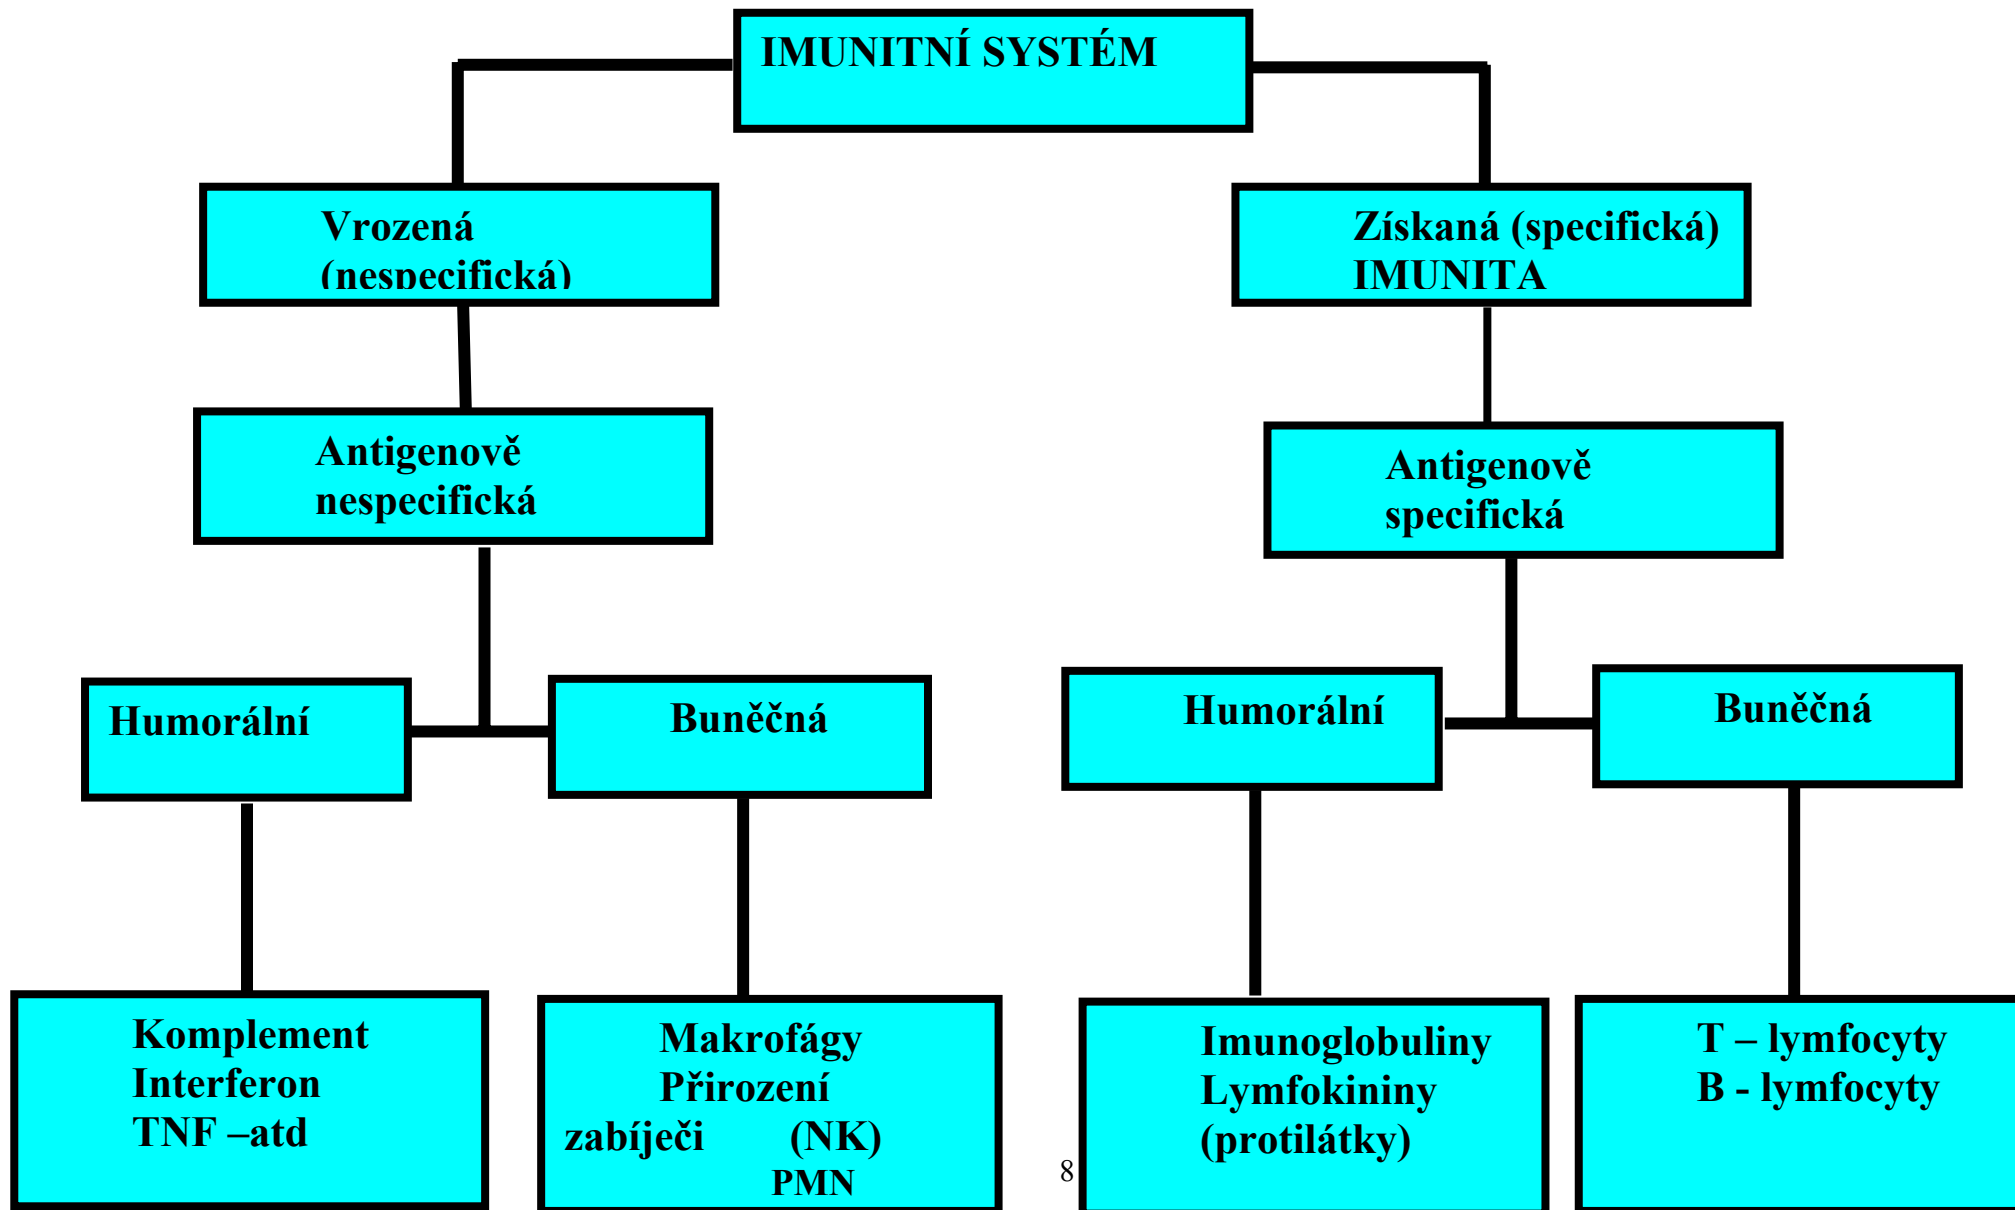 IMUNITNÍ SYSTÉM
Vrozená
(nespecifická)
Získaná (specifická)
IMUNITA
Antigenově
nespecifická
Antigenově
specifická
Humorální
Buněčná
Humorální
Buněčná
Komplement
Interferon
TNF –atd
Makrofágy
Přirození
zabíječi (NK)
PMN
Imunoglobuliny
Lymfokininy
(protilátky)
T – lymfocyty
B - lymfocyty
8